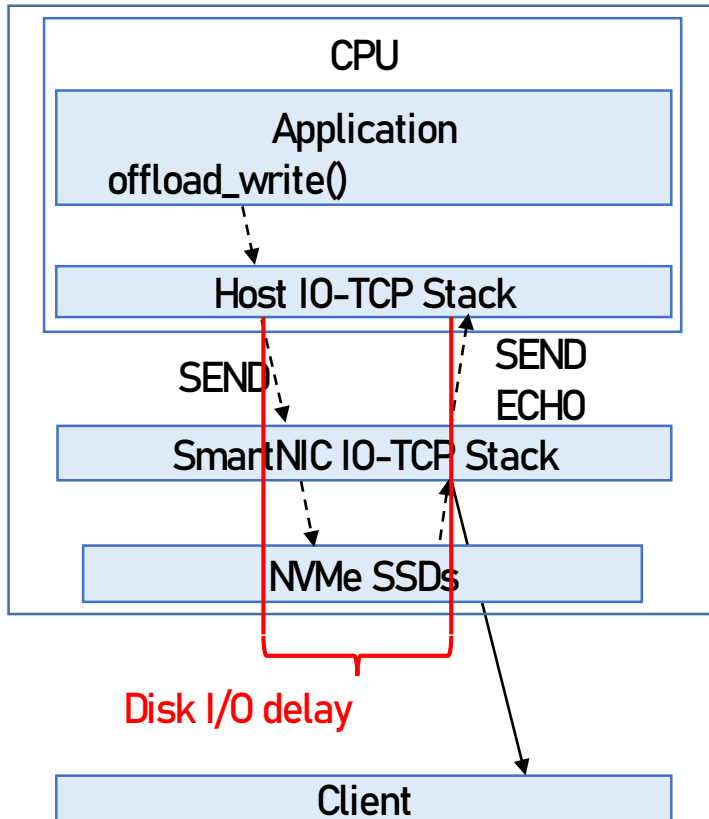 CPU
Application
offload_write()
Host IO-TCP Stack
SEND
SEND
ECHO
SmartNIC IO-TCP Stack
NVMe SSDs
Disk I/O delay
Client